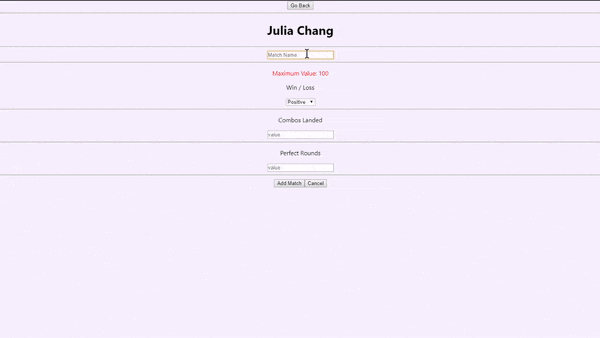 Go Back
Julia Chang
Match Name
Maximum Value: 100
Win / Loss
Positive
Combos Landed
value
Perfect Rounds
value
Add Match Cancel